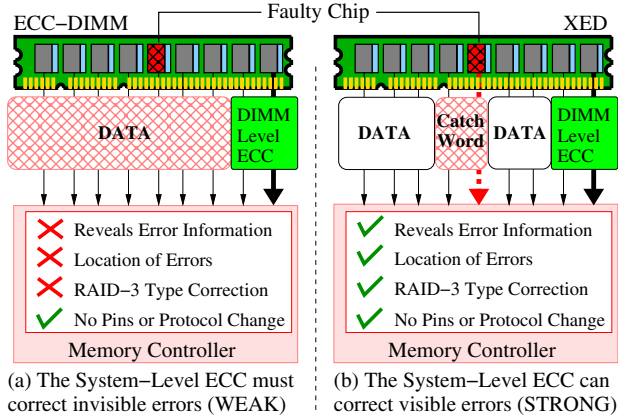 ECC−DIMM
Faulty Chip
XED
DATA
DIMM
Level
ECC
DATA
Catch
Word
DATA
DIMM
Level
ECC
Reveals Error Information
Location of Errors
RAID−3 Type Correction
No Pins or Protocol Change
Memory Controller
Reveals Error Information
Location of Errors
RAID−3 Type Correction
No Pins or Protocol Change
Memory Controller
(a) The System−Level ECC must
correct invisible errors (WEAK)
(b) The System−Level ECC can
correct visible errors (STRONG)